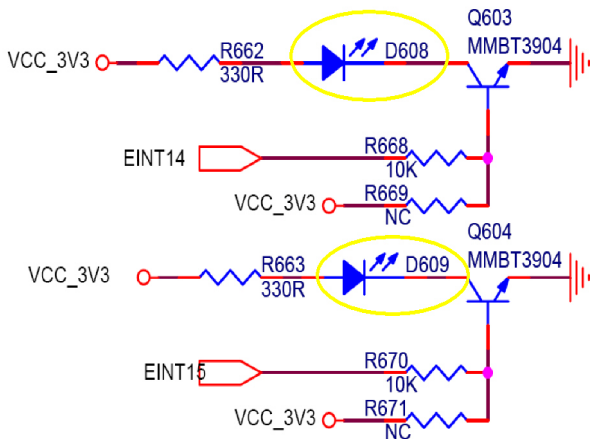 Q603
R662 D608 MMBT3904
VCC_3V3
330R
R668
EINT14
10K
R669
VCC_3V3
NC
Q604
R663 D609 MMBT3904
VCC_3V3
330R
R670
EINT15
10K
R671
VCC_3V3
NC